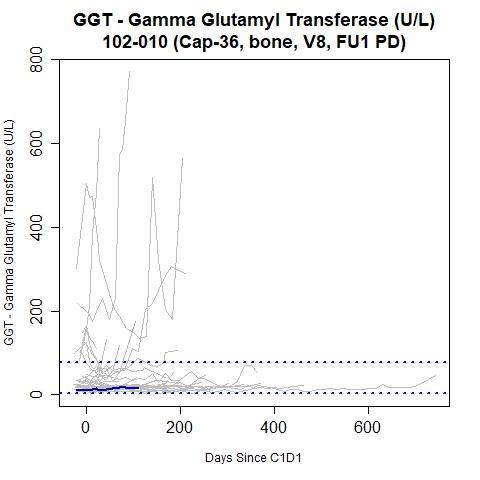 GGT - Gamma Glutamyl Transferase (U/L)
102-010 (Cap-36, bone, V8, FU1 PD)
GGT - Gamma Glutamyl Transferase (U/L)
800
600
400
200
0
0 200 400 600
Days Since C1D1